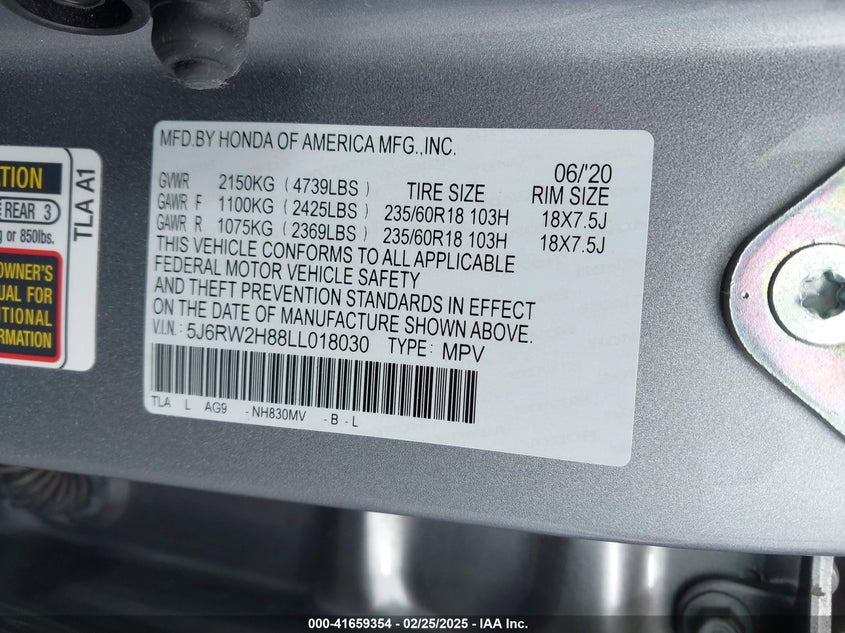 TION
REAR 3
g or 850lbs.
OWNER'S
UAL FOR
ITIONAL
ORMATION
TLA A1
MFD.BY HONDA OF AMERICA MFG.,INC.
06/'20
GVWR 2150KG ( 4739LBS ) TIRE SIZE RIM SIZE
GAWR F 1100KG ( 2425LBS ) 235/60R18 103H 18X7.5J
GAWR R 1075KG ( 2369LBS ) 235/60R18 103H 18X7.5J
THIS VEHICLE CONFORMS TO ALL APPLICABLE
FEDERAL MOTOR VEHICLE SAFETY
AND THEFT PREVENTION STANDARDS IN EFFECT
ON THE DATE OF MANUFACTURE SHOWN ABOVE.
V.I.N.: 5J6RW2H88LL018030 TYPE: MPV
TLA L AG9 - NH830MV - B - L
000-41659354 – 02/25/2025 – IAA Inc.